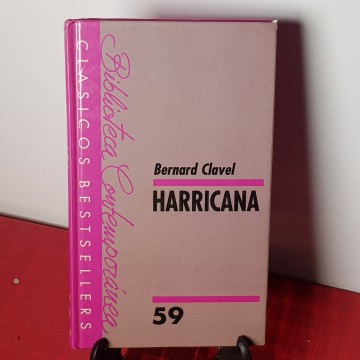 CLASICOS BESTSELLERS
Biblioteca Contemporánea
Bernard Clavel
HARRICANA
59